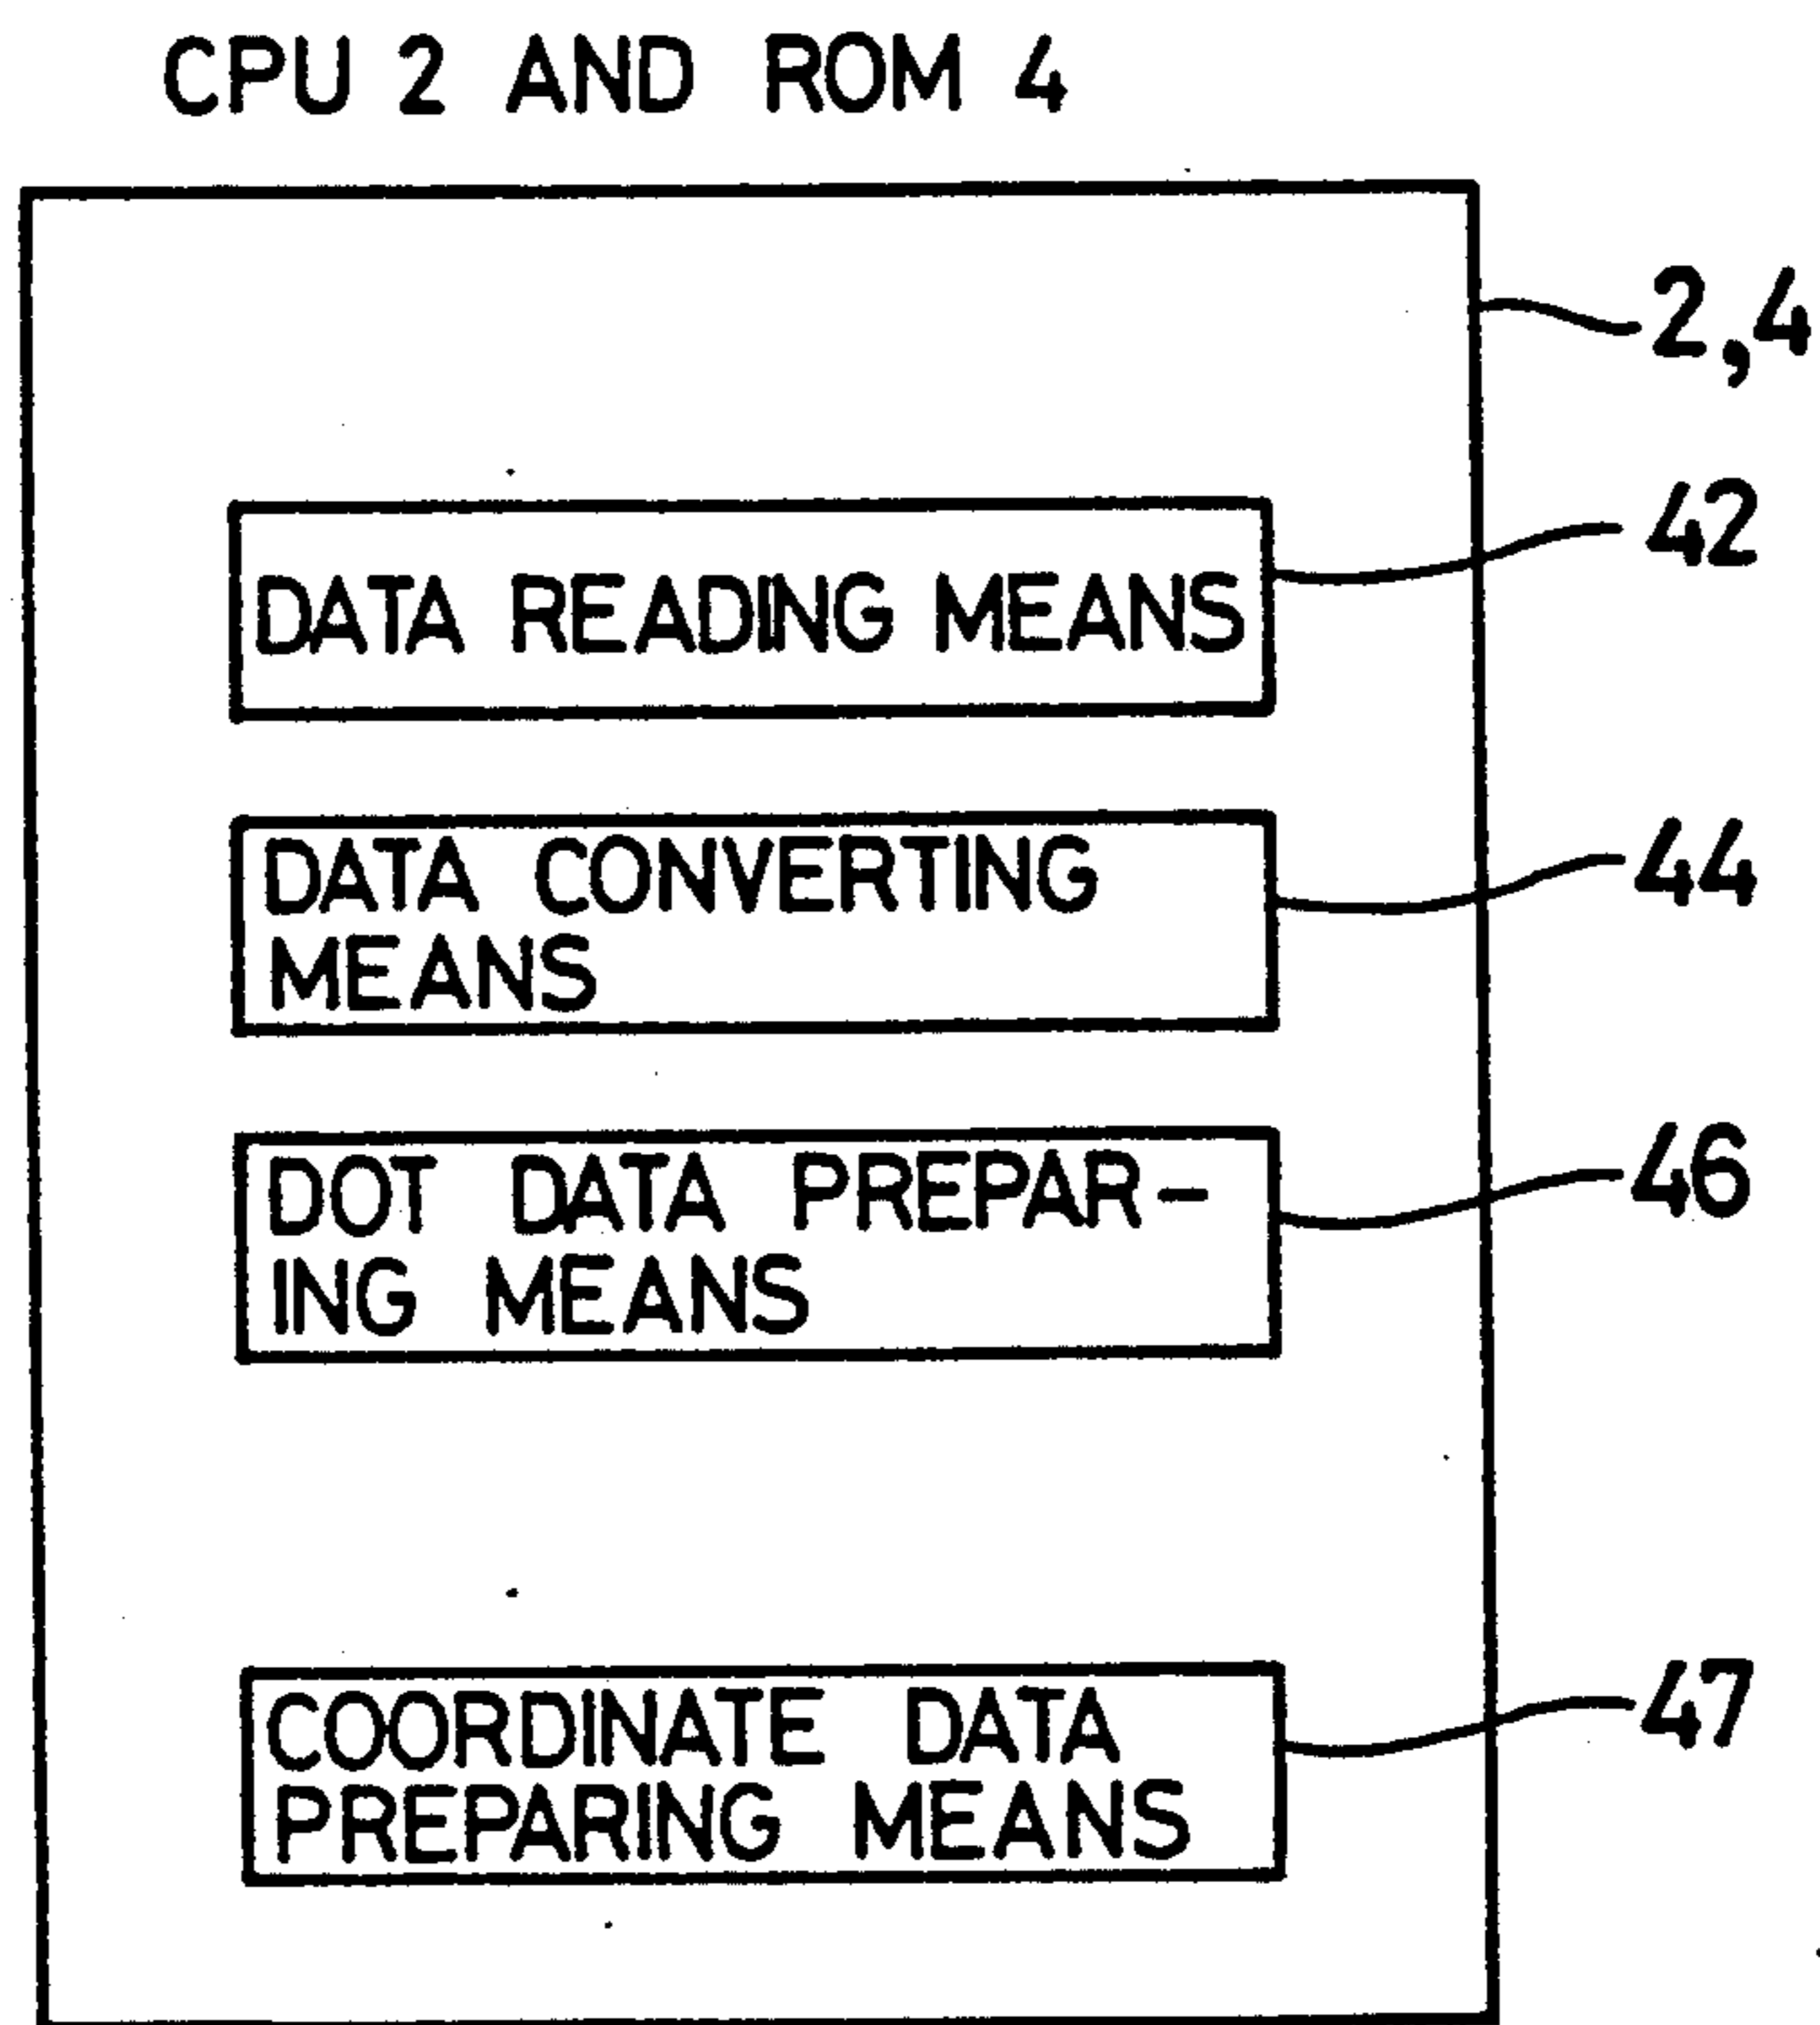 CPU 2 AND ROM 4
2,4
42
DATA READING MEANS
44
DATA CONVERTING
MEANS
46
DOT DATA PREPAR-
ING MEANS
47
COORDINATE DATA
PREPARING MEANS